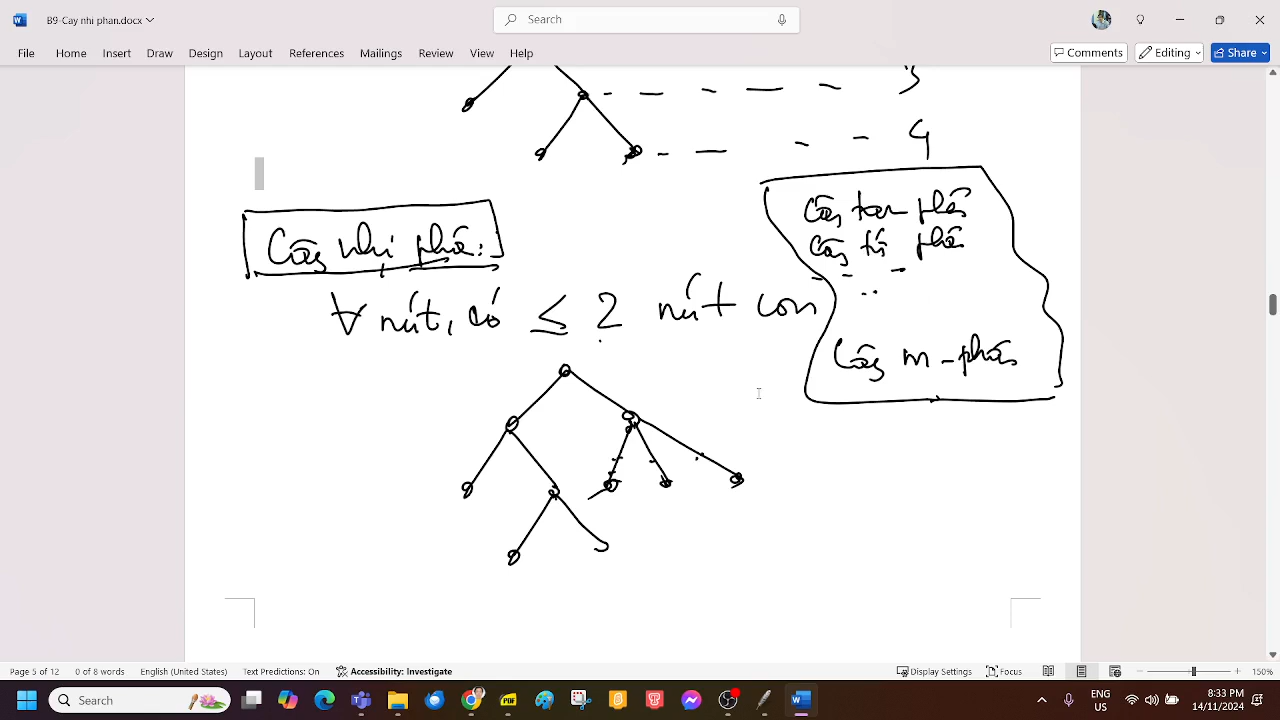 B9-Cay nhi phan.docx
Search
File Home Insert Draw Design Layout References Mailings Review View Help
Comments Editing Share
3
4
Cây tam phân
Cây tứ phân
Cây nhị phân:
∀ nút, có ≤ 2 nút con
Cây m-phân
Page 5 of 12 0 of 8 words English (United States) Text Predictions: On Accessibility: Investigate Display Settings Focus 150%
Search PDF ENG 8:33 PM
US 14/11/2024